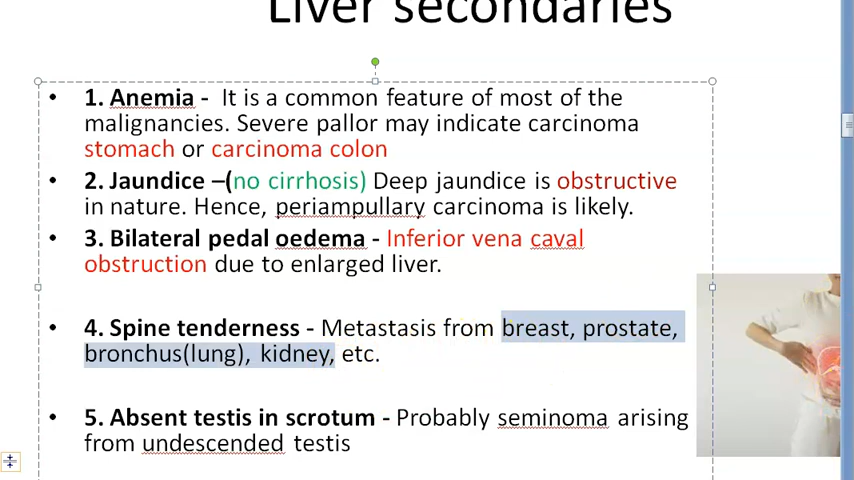 Liver secondaries
• 1. Anemia - It is a common feature of most of the
malignancies. Severe pallor may indicate carcinoma
stomach or carcinoma colon
• 2. Jaundice –(no cirrhosis) Deep jaundice is obstructive
in nature. Hence, periampullary carcinoma is likely.
• 3. Bilateral pedal oedema - Inferior vena caval
obstruction due to enlarged liver.
• 4. Spine tenderness - Metastasis from breast, prostate,
bronchus(lung), kidney, etc.
• 5. Absent testis in scrotum - Probably seminoma arising
from undescended testis